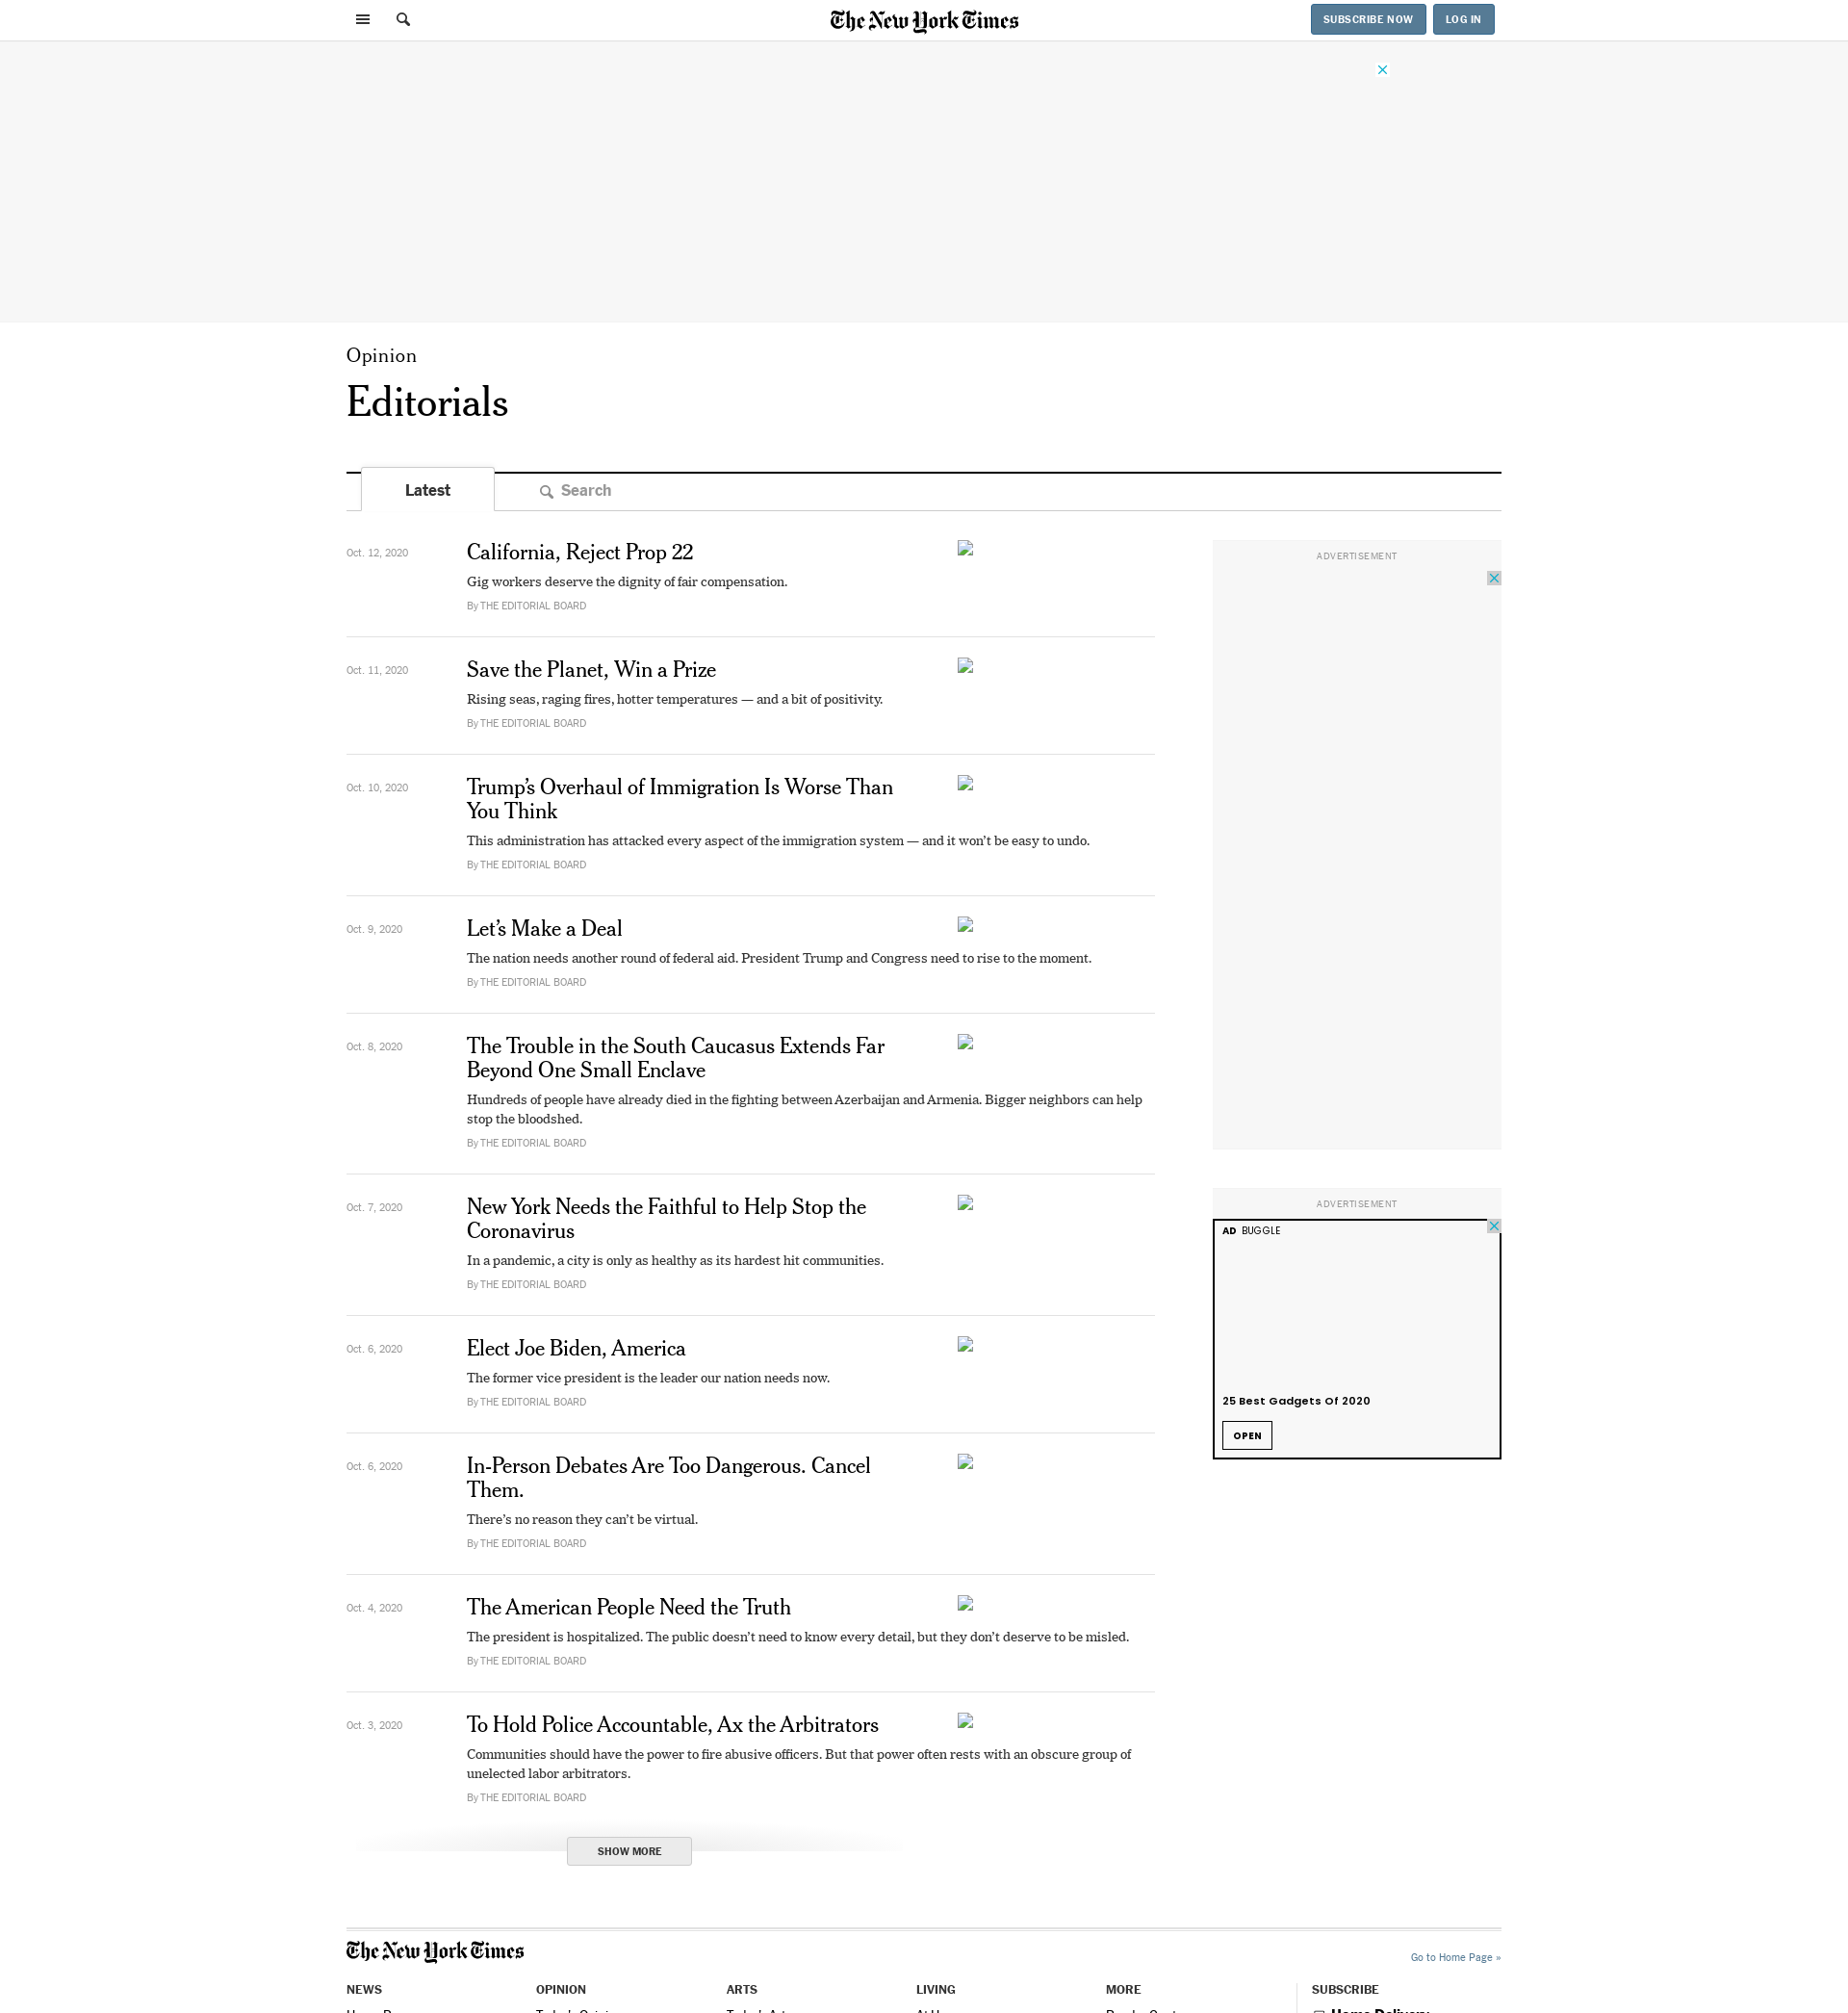 The New York Times
SUBSCRIBE NOW
LOG IN
Opinion
Editorials
Latest
Search
Oct. 12, 2020
California, Reject Prop 22
Gig workers deserve the dignity of fair compensation.
By THE EDITORIAL BOARD
Oct. 11, 2020
Save the Planet, Win a Prize
Rising seas, raging fires, hotter temperatures — and a bit of positivity.
By THE EDITORIAL BOARD
Oct. 10, 2020
Trump’s Overhaul of Immigration Is Worse Than
You Think
This administration has attacked every aspect of the immigration system — and it won’t be easy to undo.
By THE EDITORIAL BOARD
Oct. 9, 2020
Let’s Make a Deal
The nation needs another round of federal aid. President Trump and Congress need to rise to the moment.
By THE EDITORIAL BOARD
Oct. 8, 2020
The Trouble in the South Caucasus Extends Far
Beyond One Small Enclave
Hundreds of people have already died in the fighting between Azerbaijan and Armenia. Bigger neighbors can help
stop the bloodshed.
By THE EDITORIAL BOARD
Oct. 7, 2020
New York Needs the Faithful to Help Stop the
Coronavirus
In a pandemic, a city is only as healthy as its hardest hit communities.
By THE EDITORIAL BOARD
Oct. 6, 2020
Elect Joe Biden, America
The former vice president is the leader our nation needs now.
By THE EDITORIAL BOARD
Oct. 6, 2020
In-Person Debates Are Too Dangerous. Cancel
Them.
There’s no reason they can’t be virtual.
By THE EDITORIAL BOARD
Oct. 4, 2020
The American People Need the Truth
The president is hospitalized. The public doesn’t need to know every detail, but they don’t deserve to be misled.
By THE EDITORIAL BOARD
Oct. 3, 2020
To Hold Police Accountable, Ax the Arbitrators
Communities should have the power to fire abusive officers. But that power often rests with an obscure group of
unelected labor arbitrators.
By THE EDITORIAL BOARD
SHOW MORE
ADVERTISEMENT
ADVERTISEMENT
AD BUGGLE
25 Best Gadgets Of 2020
OPEN
The New York Times
Go to Home Page »
NEWS
OPINION
ARTS
LIVING
MORE
SUBSCRIBE
Home Delivery